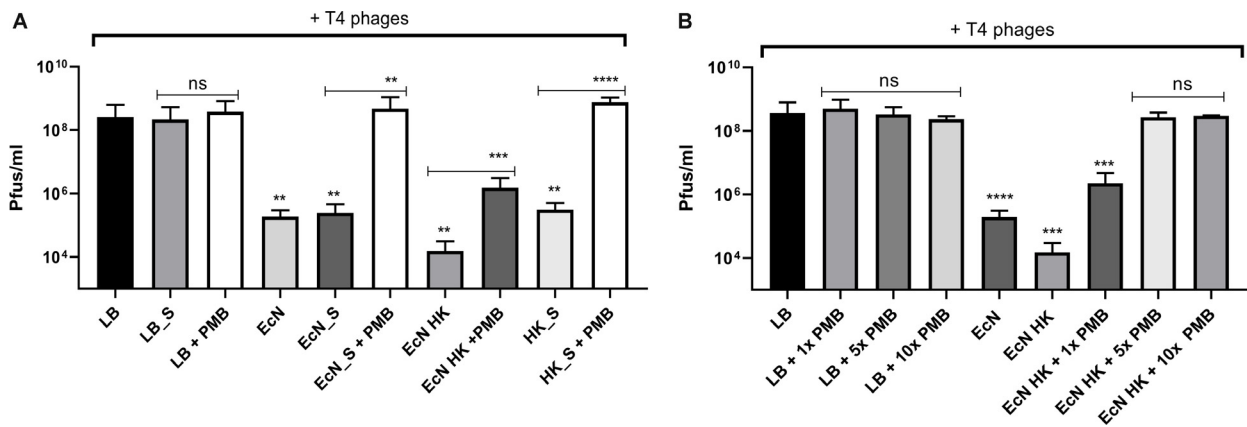 A
+ T4 phages
Pfus/ml
10^10
10^8
10^6
10^4
ns
**
**
**
**
***
**
****
LB
LB_S
LB + PMB
EcN
EcN_S
EcN_S + PMB
EcN HK
EcN HK +PMB
HK_S
HK_S + PMB
B
+ T4 phages
Pfus/ml
10^10
10^8
10^6
10^4
ns
****
***
***
ns
LB
LB + 1x PMB
LB + 5x PMB
LB + 10x PMB
EcN
EcN HK
EcN HK + 1x PMB
EcN HK + 5x PMB
EcN HK + 10x PMB